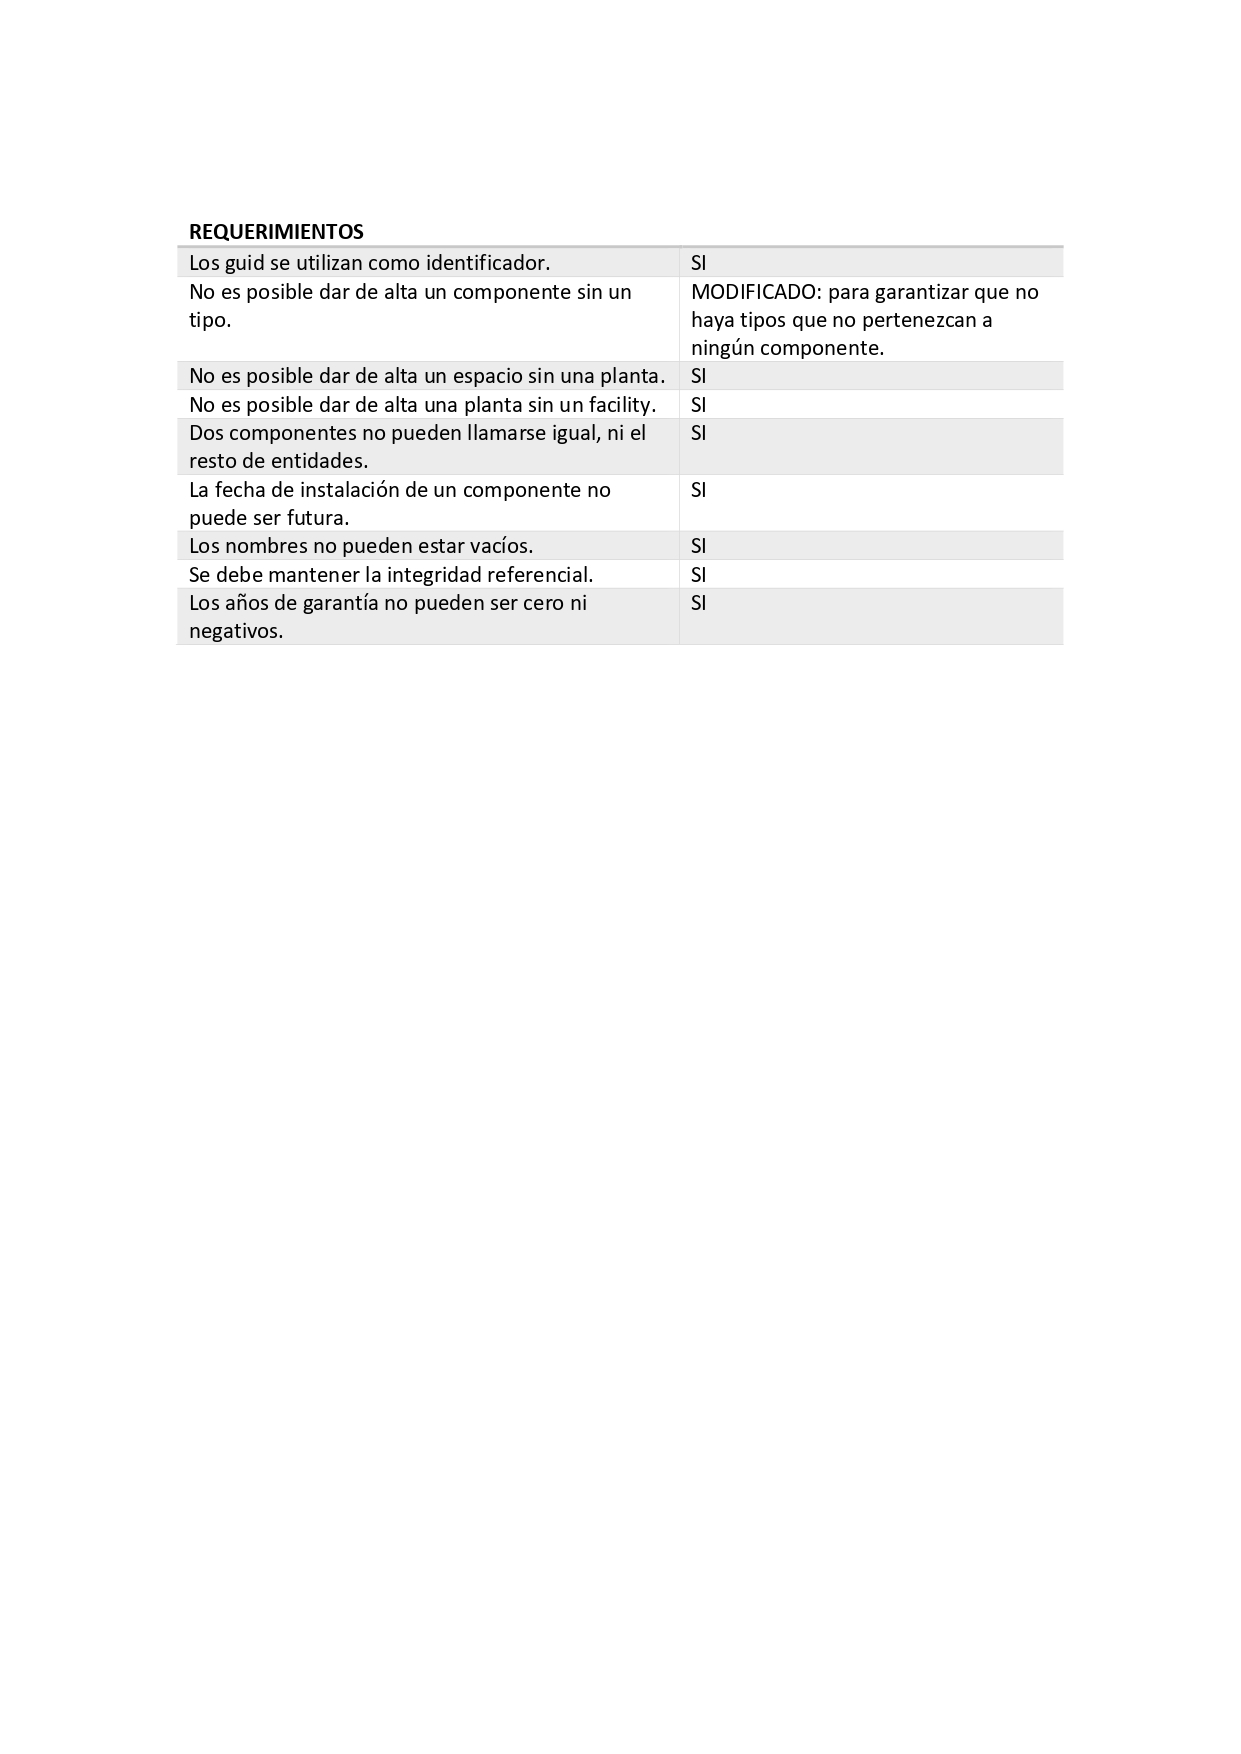 REQUERIMIENTOS
Los guid se utilizan como identificador.
SI
No es posible dar de alta un componente sin un
tipo.
MODIFICADO: para garantizar que no
haya tipos que no pertenezcan a
ningún componente.
No es posible dar de alta un espacio sin una planta.
SI
No es posible dar de alta una planta sin un facility.
SI
Dos componentes no pueden llamarse igual, ni el
resto de entidades.
SI
La fecha de instalación de un componente no
puede ser futura.
SI
Los nombres no pueden estar vacíos.
SI
Se debe mantener la integridad referencial.
SI
Los años de garantía no pueden ser cero ni
negativos.
SI